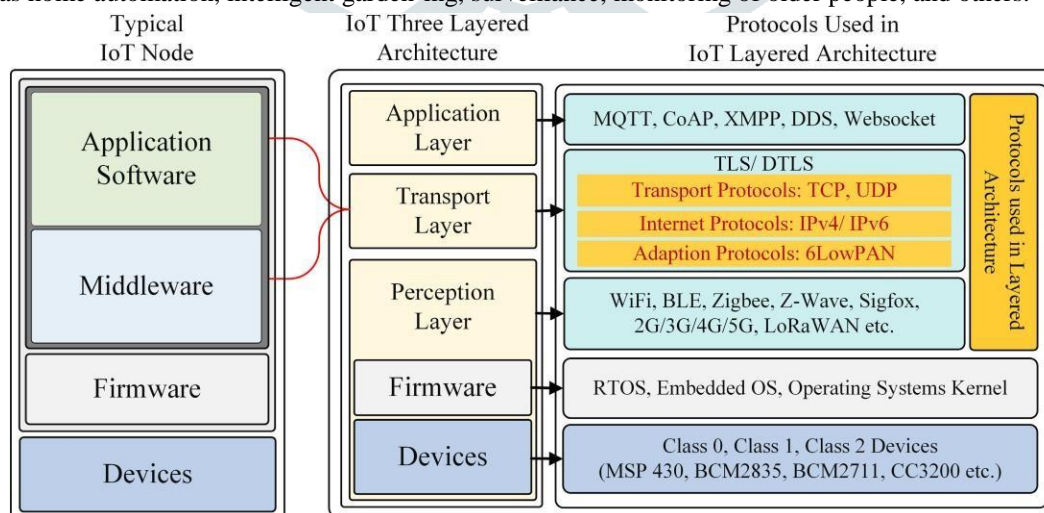 as home automation, intelligent garden-ing, surveillance, monitoring of older people, and others.
Typical
IoT Node
IoT Three Layered
Architecture
Protocols Used in
IoT Layered Architecture
Application
Software
Middleware
Firmware
Devices
Application
Layer
Transport
Layer
Perception
Layer
Firmware
Devices
MQTT, CoAP, XMPP, DDS, Websocket
TLS/ DTLS
Transport Protocols: TCP, UDP
Internet Protocols: IPv4/ IPv6
Adaption Protocols: 6LowPAN
WiFi, BLE, Zigbee, Z-Wave, Sigfox,
2G/3G/4G/5G, LoRaWAN etc.
RTOS, Embedded OS, Operating Systems Kernel
Class 0, Class 1, Class 2 Devices
(MSP 430, BCM2835, BCM2711, CC3200 etc.)
Protocols used in Layered
Architecture